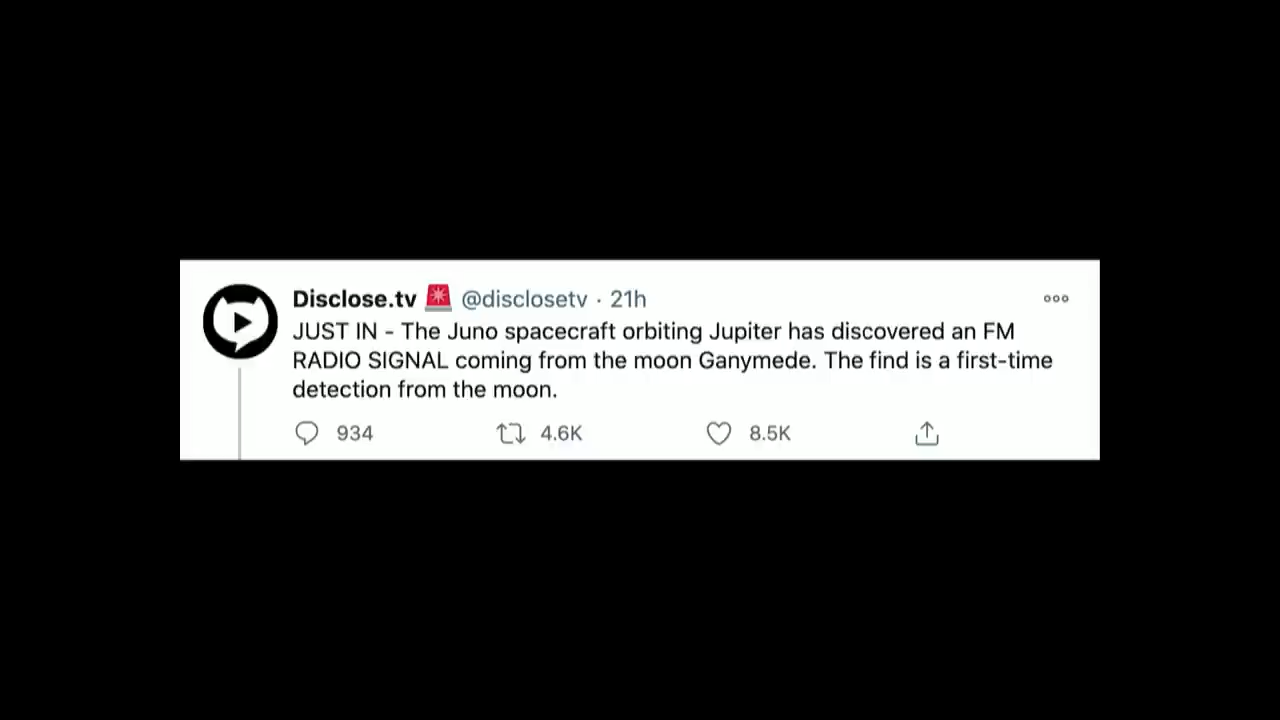 Disclose.tv 🚨 @disclosetv · 21h
JUST IN - The Juno spacecraft orbiting Jupiter has discovered an FM
RADIO SIGNAL coming from the moon Ganymede. The find is a first-time
detection from the moon.
934 4.6K 8.5K